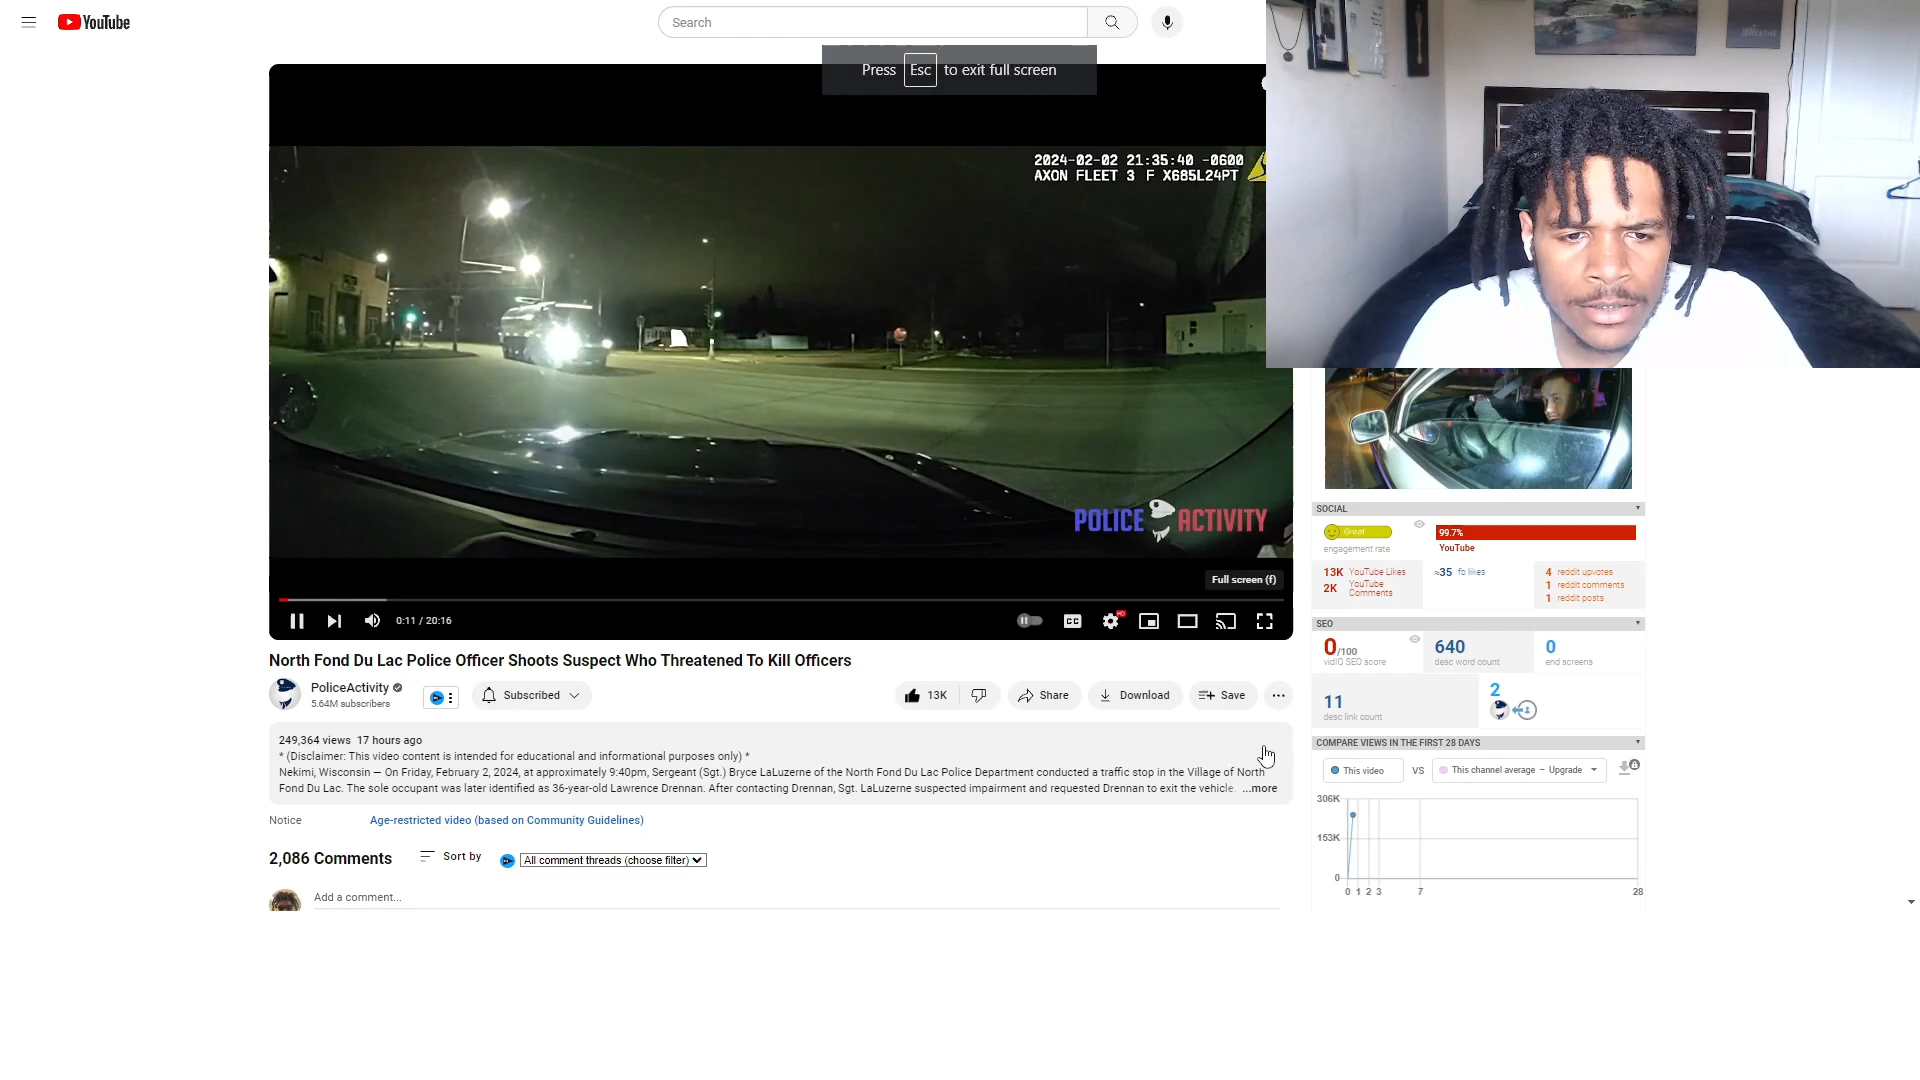 YouTube
Search
Press Esc to exit full screen
BREATHE
2024-02-02 21:35:40 -0600
AXON FLEET 3 F X685L24PT
POLICE ACTIVITY
Full screen (f)
0:11 / 20:16
CC
HD
North Fond Du Lac Police Officer Shoots Suspect Who Threatened To Kill Officers
PoliceActivity
5.64M subscribers
Subscribed
13K
Share
Download
Save
249,364 views 17 hours ago
* (Disclaimer: This video content is intended for educational and informational purposes only) *
Nekimi, Wisconsin — On Friday, February 2, 2024, at approximately 9:40pm, Sergeant (Sgt.) Bryce LaLuzerne of the North Fond Du Lac Police Department conducted a traffic stop in the Village of North
Fond Du Lac. The sole occupant was later identified as 36-year-old Lawrence Drennan. After contacting Drennan, Sgt. LaLuzerne suspected impairment and requested Drennan to exit the vehicle. ...more
Notice
Age-restricted video (based on Community Guidelines)
2,086 Comments
Sort by
All comment threads (choose filter)
Add a comment...
SOCIAL
Great
engagement rate
99.7%
YouTube
13K YouTube Likes
2K YouTube Comments
≈35 fb likes
4 reddit upvotes
1 reddit comments
1 reddit posts
SEO
0/100
vidIQ SEO score
640
desc word count
0
end screens
11
desc link count
2
COMPARE VIEWS IN THE FIRST 28 DAYS
This video
VS
This channel average – Upgrade
306K
153K
0
0 1 2 3 7 28